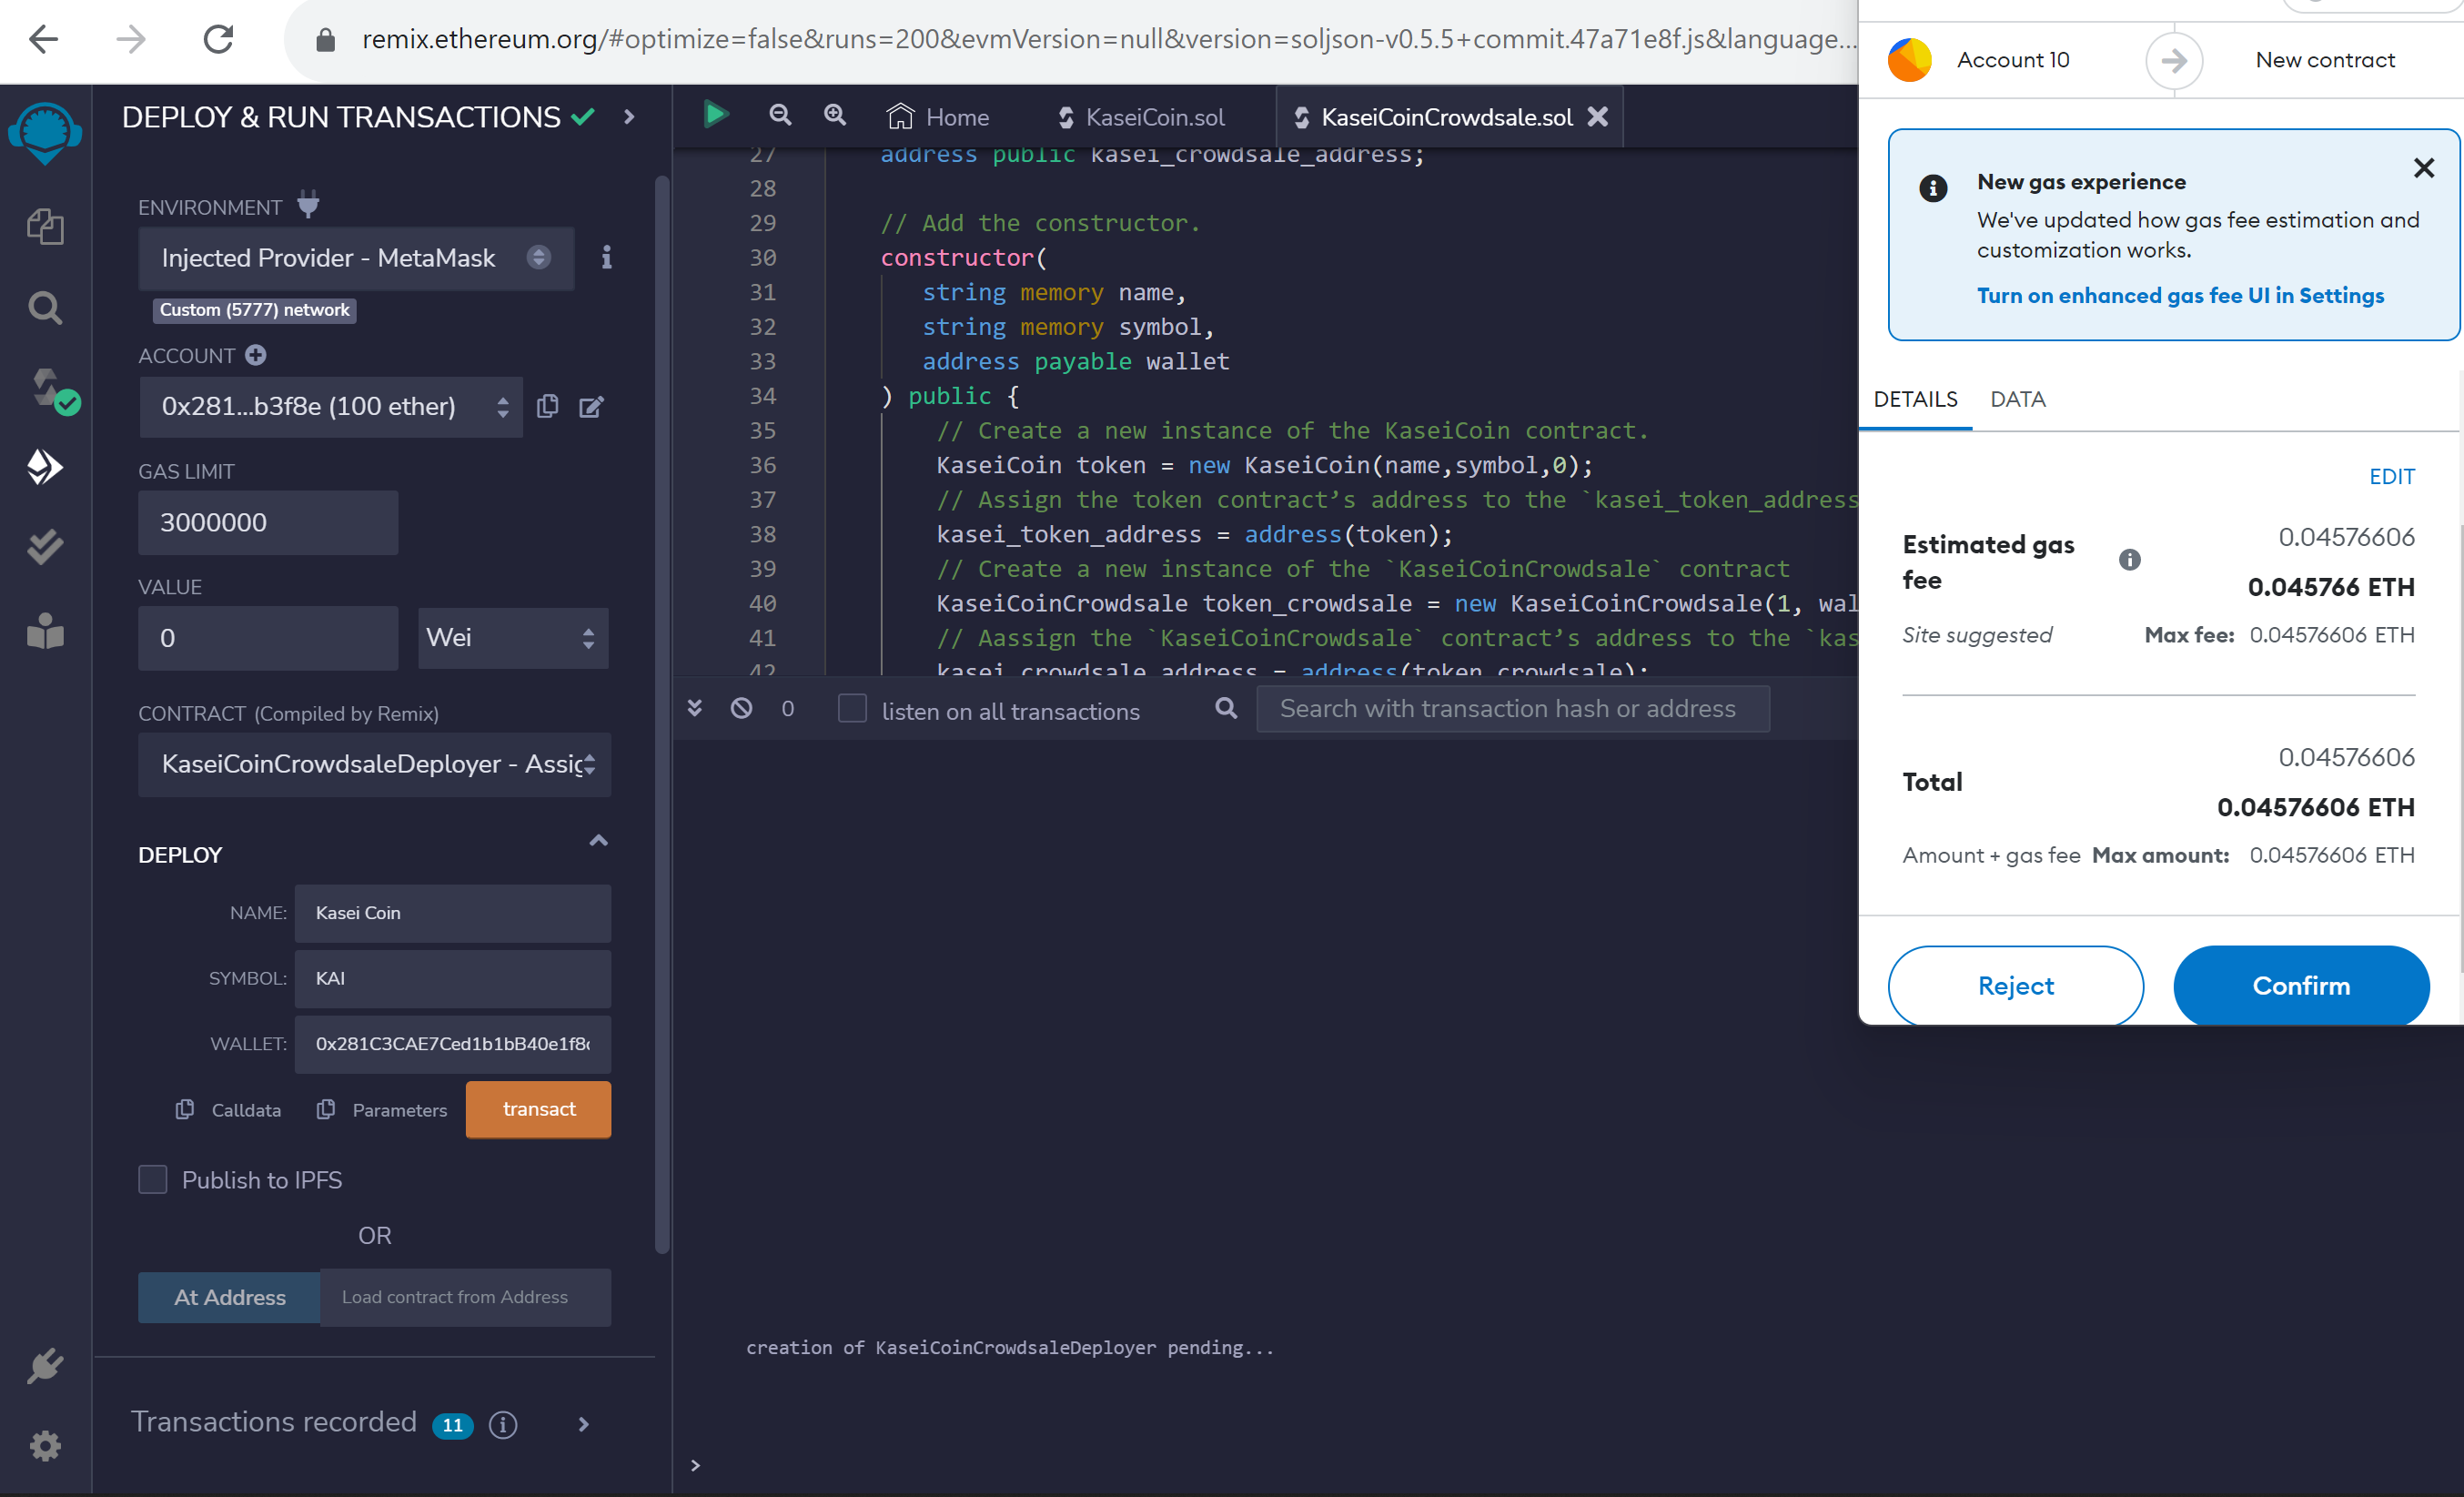 remix.ethereum.org/#optimize=false&runs=200&evmVersion=null&version=soljson-v0.5.5+commit.47a71e8f.js&language...
DEPLOY & RUN TRANSACTIONS
ENVIRONMENT
Injected Provider - MetaMask
Custom (5777) network
ACCOUNT
0x281...b3f8e (100 ether)
GAS LIMIT
3000000
VALUE
0
Wei
CONTRACT (Compiled by Remix)
KaseiCoinCrowdsaleDeployer - Assig
DEPLOY
NAME: Kasei Coin
SYMBOL: KAI
WALLET: 0x281C3CAE7Ced1b1bB40e1f8
Calldata
Parameters
transact
Publish to IPFS
OR
At Address
Load contract from Address
Transactions recorded 11
Home
KaseiCoin.sol
KaseiCoinCrowdsale.sol
27 address public kasei_crowdsale_address;
28
29 // Add the constructor.
30 constructor(
31 string memory name,
32 string memory symbol,
33 address payable wallet
34 ) public {
35 // Create a new instance of the KaseiCoin contract.
36 KaseiCoin token = new KaseiCoin(name,symbol,0);
37 // Assign the token contract’s address to the `kasei_token_address
38 kasei_token_address = address(token);
39 // Create a new instance of the `KaseiCoinCrowdsale` contract
40 KaseiCoinCrowdsale token_crowdsale = new KaseiCoinCrowdsale(1, wal
41 // Aassign the `KaseiCoinCrowdsale` contract’s address to the `kas
42 kasei_crowdsale_address = address(token_crowdsale);
0
listen on all transactions
Search with transaction hash or address
creation of KaseiCoinCrowdsaleDeployer pending...
>
Account 10
New contract
New gas experience
We've updated how gas fee estimation and
customization works.
Turn on enhanced gas fee UI in Settings
DETAILS
DATA
EDIT
Estimated gas
fee
0.04576606
0.045766 ETH
Site suggested
Max fee: 0.04576606 ETH
Total
0.04576606
0.04576606 ETH
Amount + gas fee Max amount: 0.04576606 ETH
Reject
Confirm